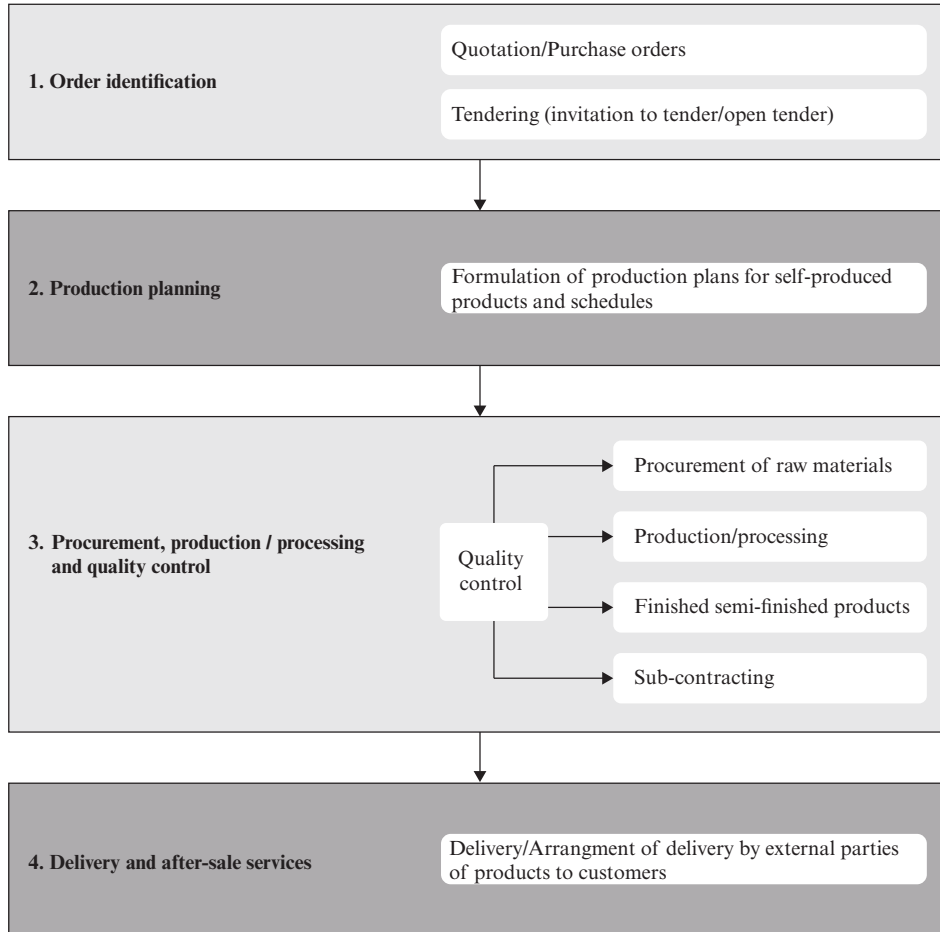 1. Order identification
Quotation/Purchase orders
Tendering (invitation to tender/open tender)
2. Production planning
Formulation of production plans for self-produced
products and schedules
3. Procurement, production / processing
and quality control
Quality
control
Procurement of raw materials
Production/processing
Finished semi-finished products
Sub-contracting
4. Delivery and after-sale services
Delivery/Arrangment of delivery by external parties
of products to customers